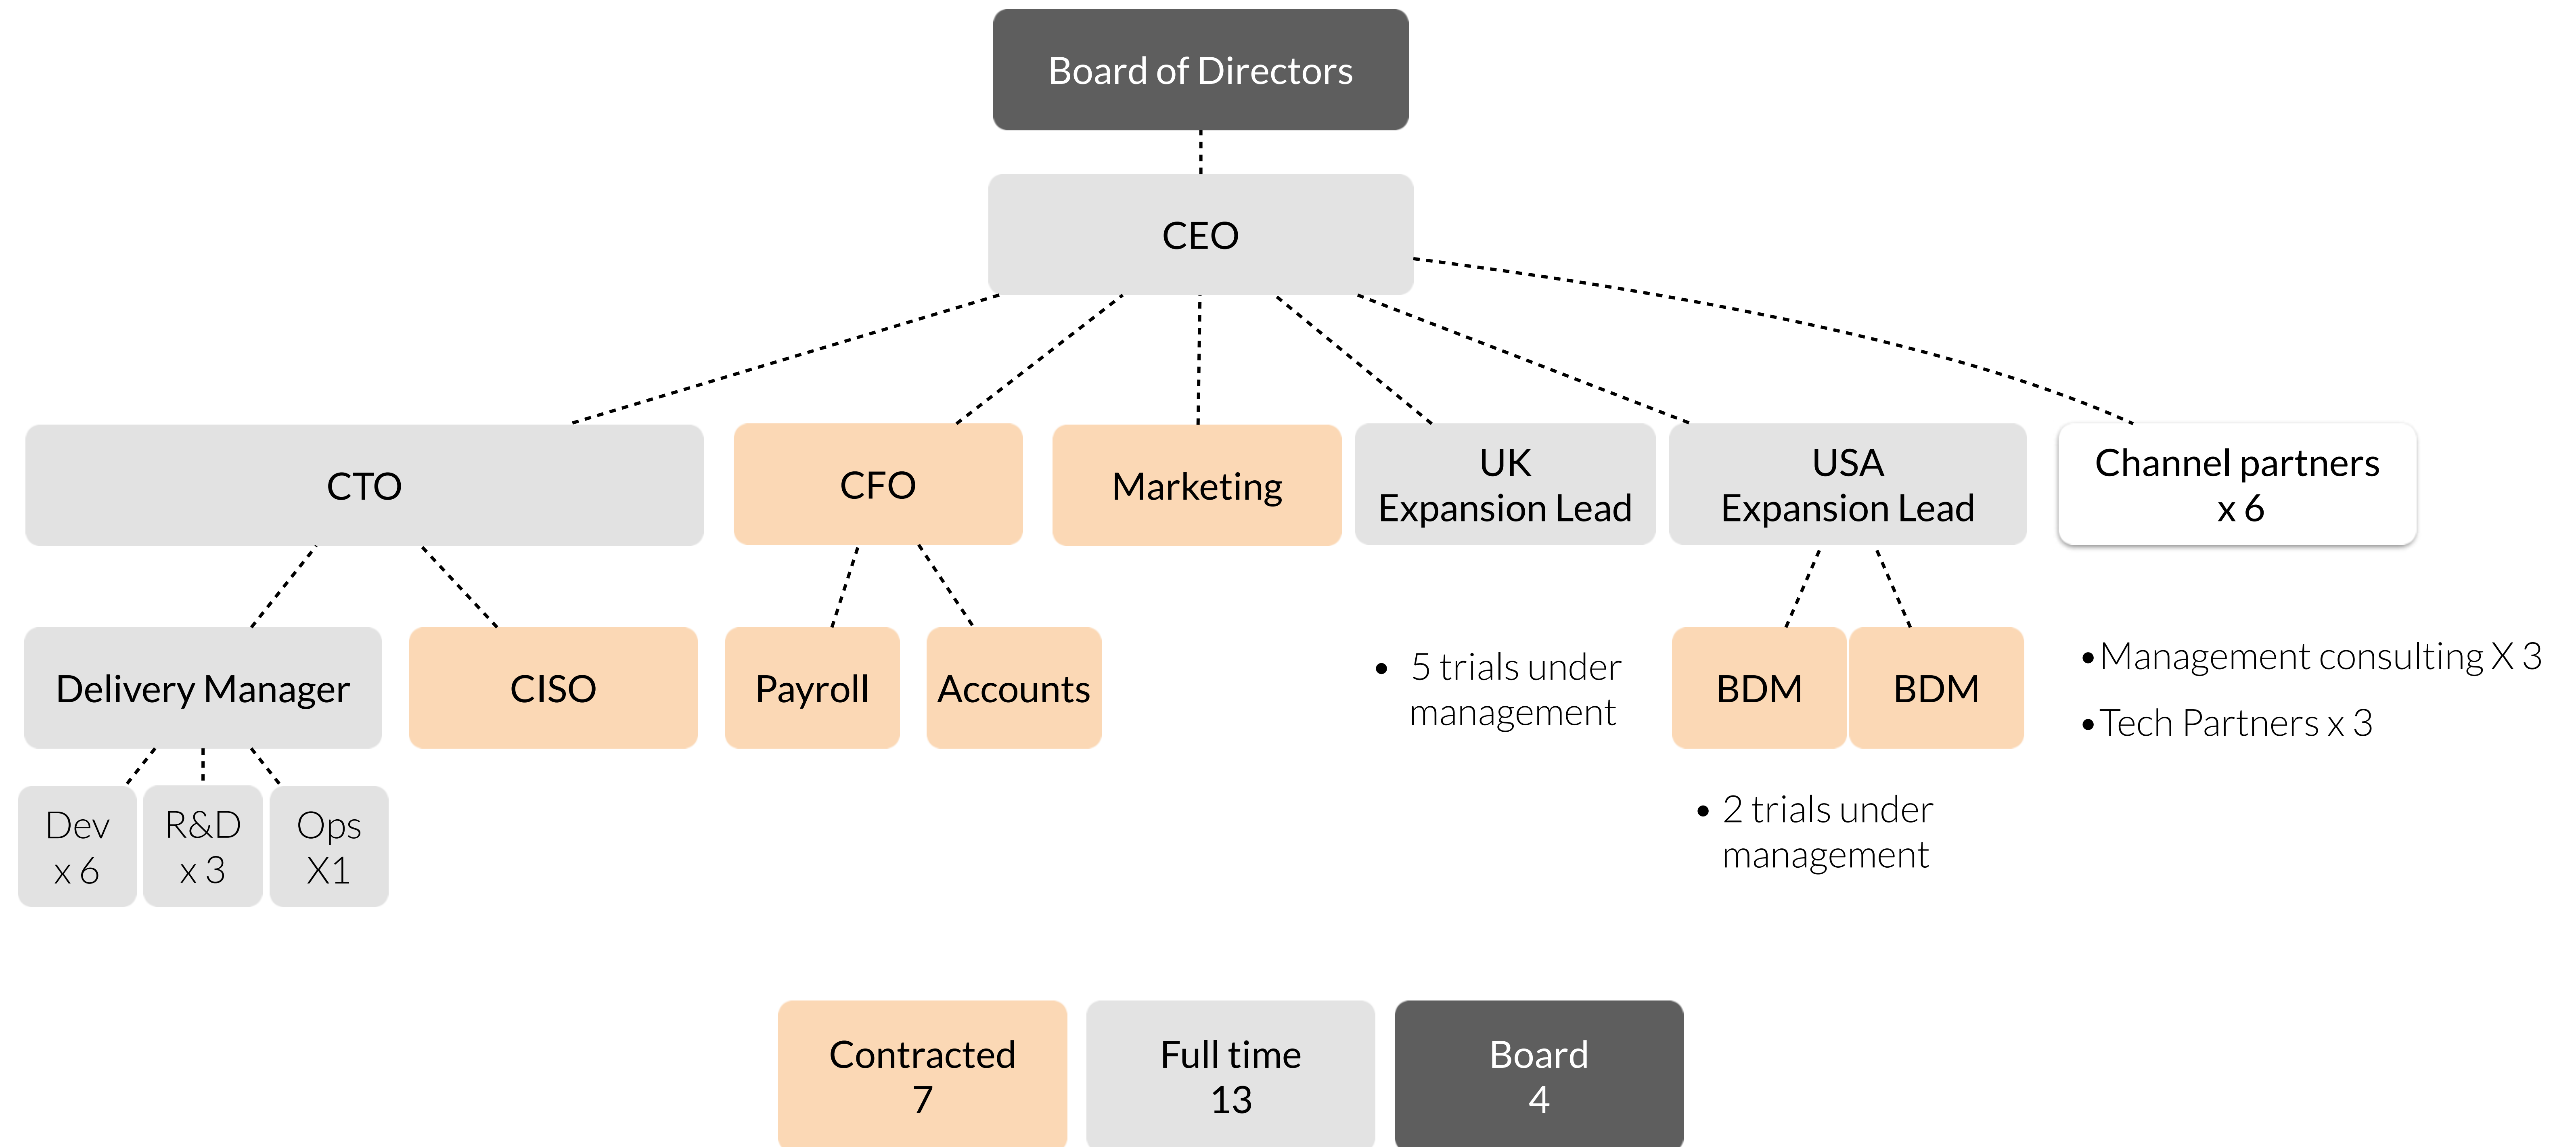 Board of Directors
CEO
CTO
CFO
Marketing
UK
Expansion Lead
USA
Expansion Lead
Channel partners
x 6
Delivery Manager
CISO
Payroll
Accounts
• 5 trials under
management
BDM
BDM
•Management consulting X 3
•Tech Partners x 3
Dev
x 6
R&D
x 3
Ops
X1
• 2 trials under
management
Contracted
7
Full time
13
Board
4